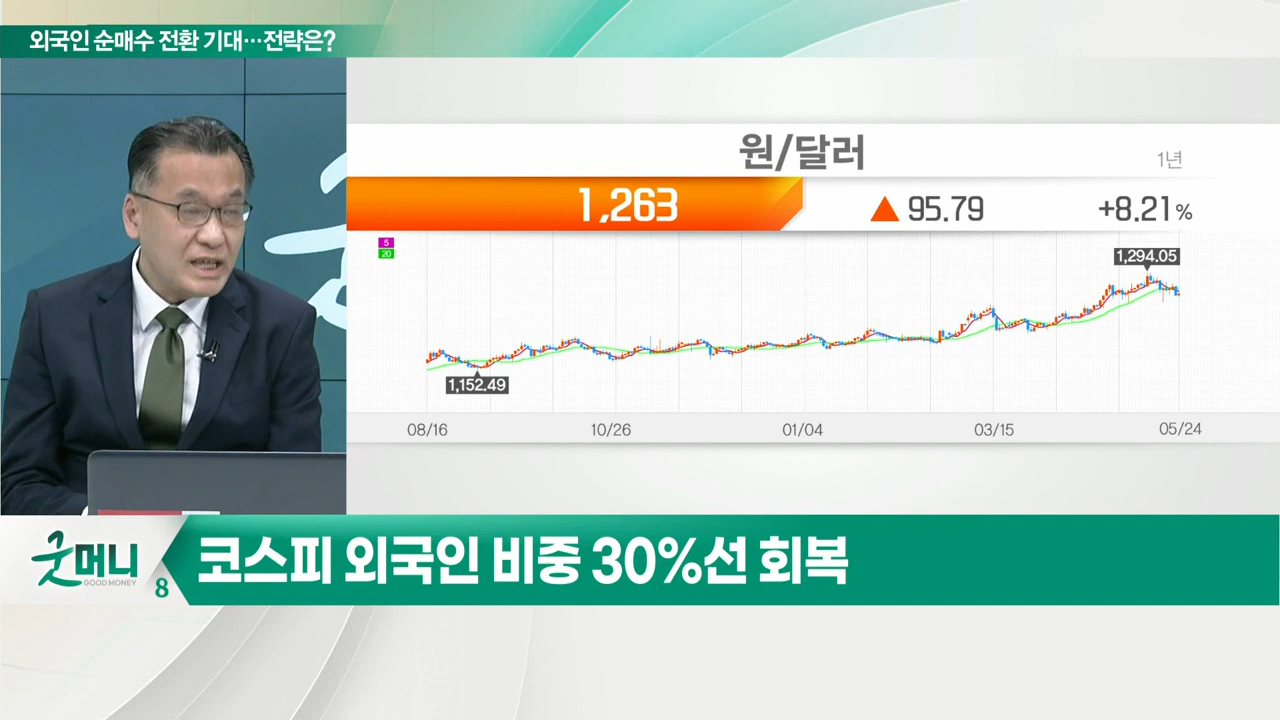 외국인 순매수 전환 기대…전략은?
원/달러
1년
1,263
▲ 95.79
+8.21%
5
20
1,294.05
1,152.49
08/16
10/26
01/04
03/15
05/24
굿머니
GOOD MONEY
8
코스피 외국인 비중 30%선 회복